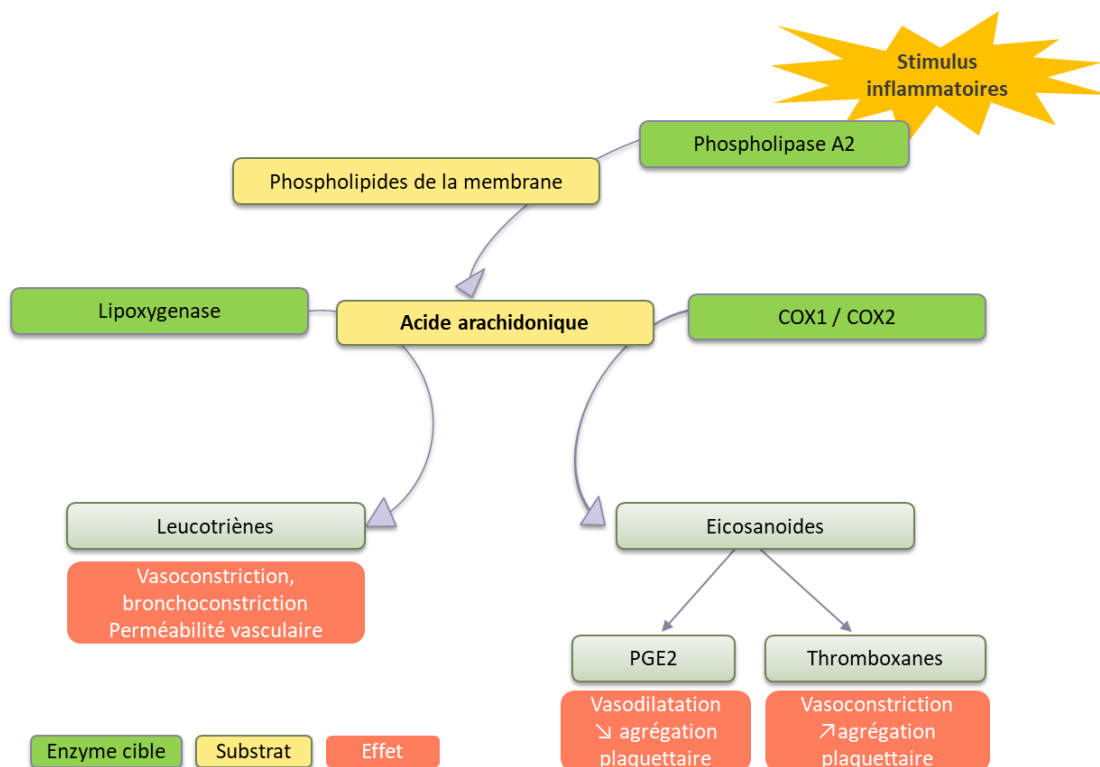 Stimulus
inflammatoires
Phospholipase A2
Phospholipides de la membrane
Lipoxygenase
Acide arachidonique
COX1 / COX2
Leucotriènes
Vasoconstriction,
bronchoconstriction
Perméabilité vasculaire
Eicosanoides
PGE2
Vasodilatation
↘ agrégation
plaquettaire
Thromboxanes
Vasoconstriction
↗agrégation
plaquettaire
Enzyme cible
Substrat
Effet